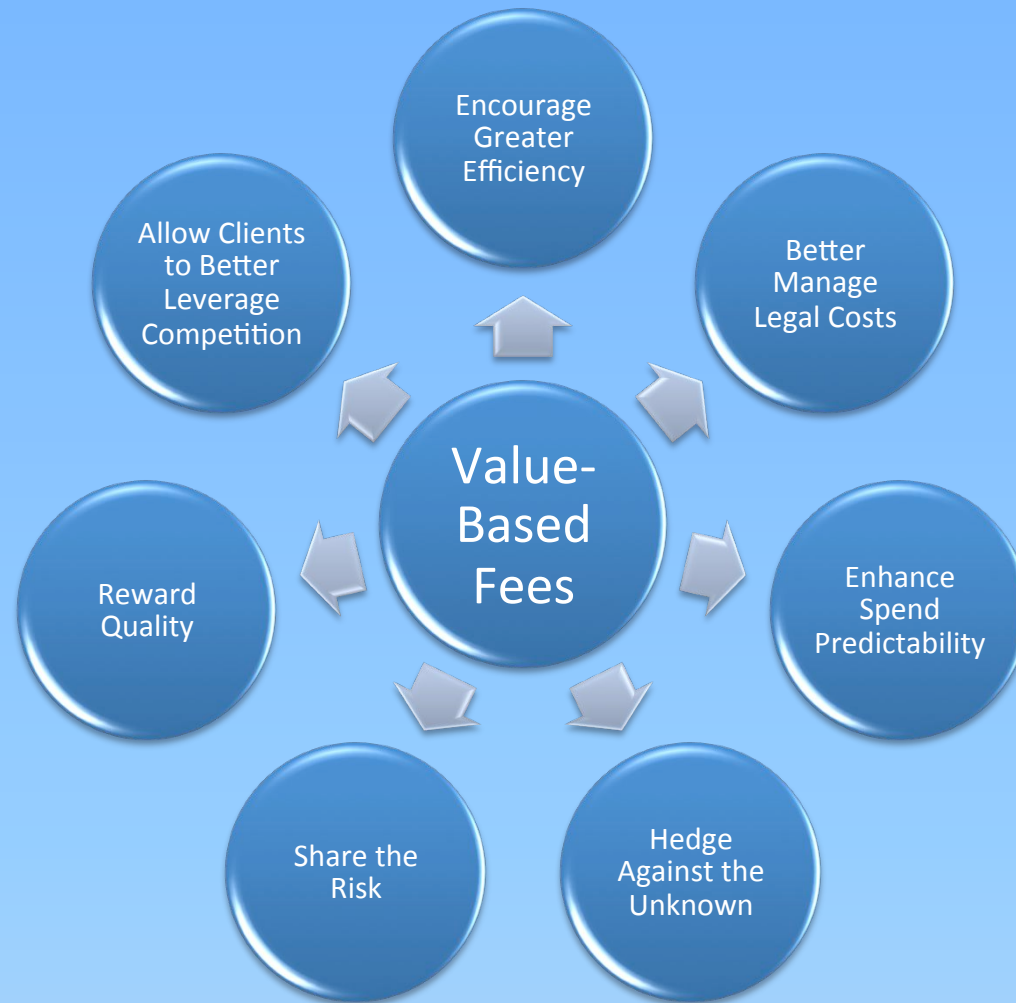 Encourage
Greater
Efficiency
Better
Manage
Legal Costs
Enhance
Spend
Predictability
Hedge
Against the
Unknown
Share the
Risk
Reward
Quality
Allow Clients
to Better
Leverage
Competition
Value-
Based
Fees